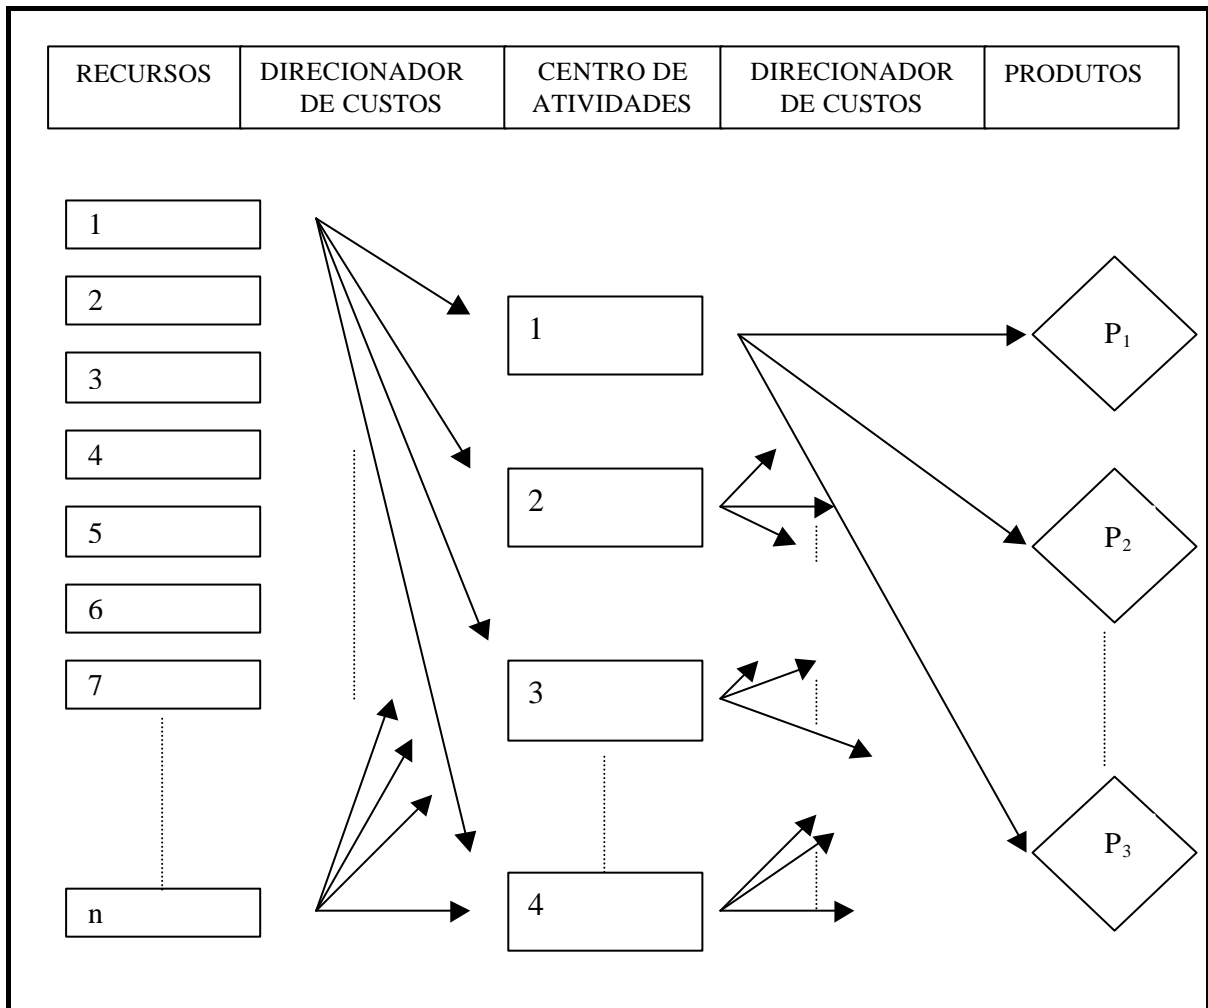 RECURSOS
DIRECIONADOR
DE CUSTOS
CENTRO DE
ATIVIDADES
DIRECIONADOR
DE CUSTOS
PRODUTOS
1
2
3
4
5
6
7
n
1
2
3
4
P₁
P₂
P₃